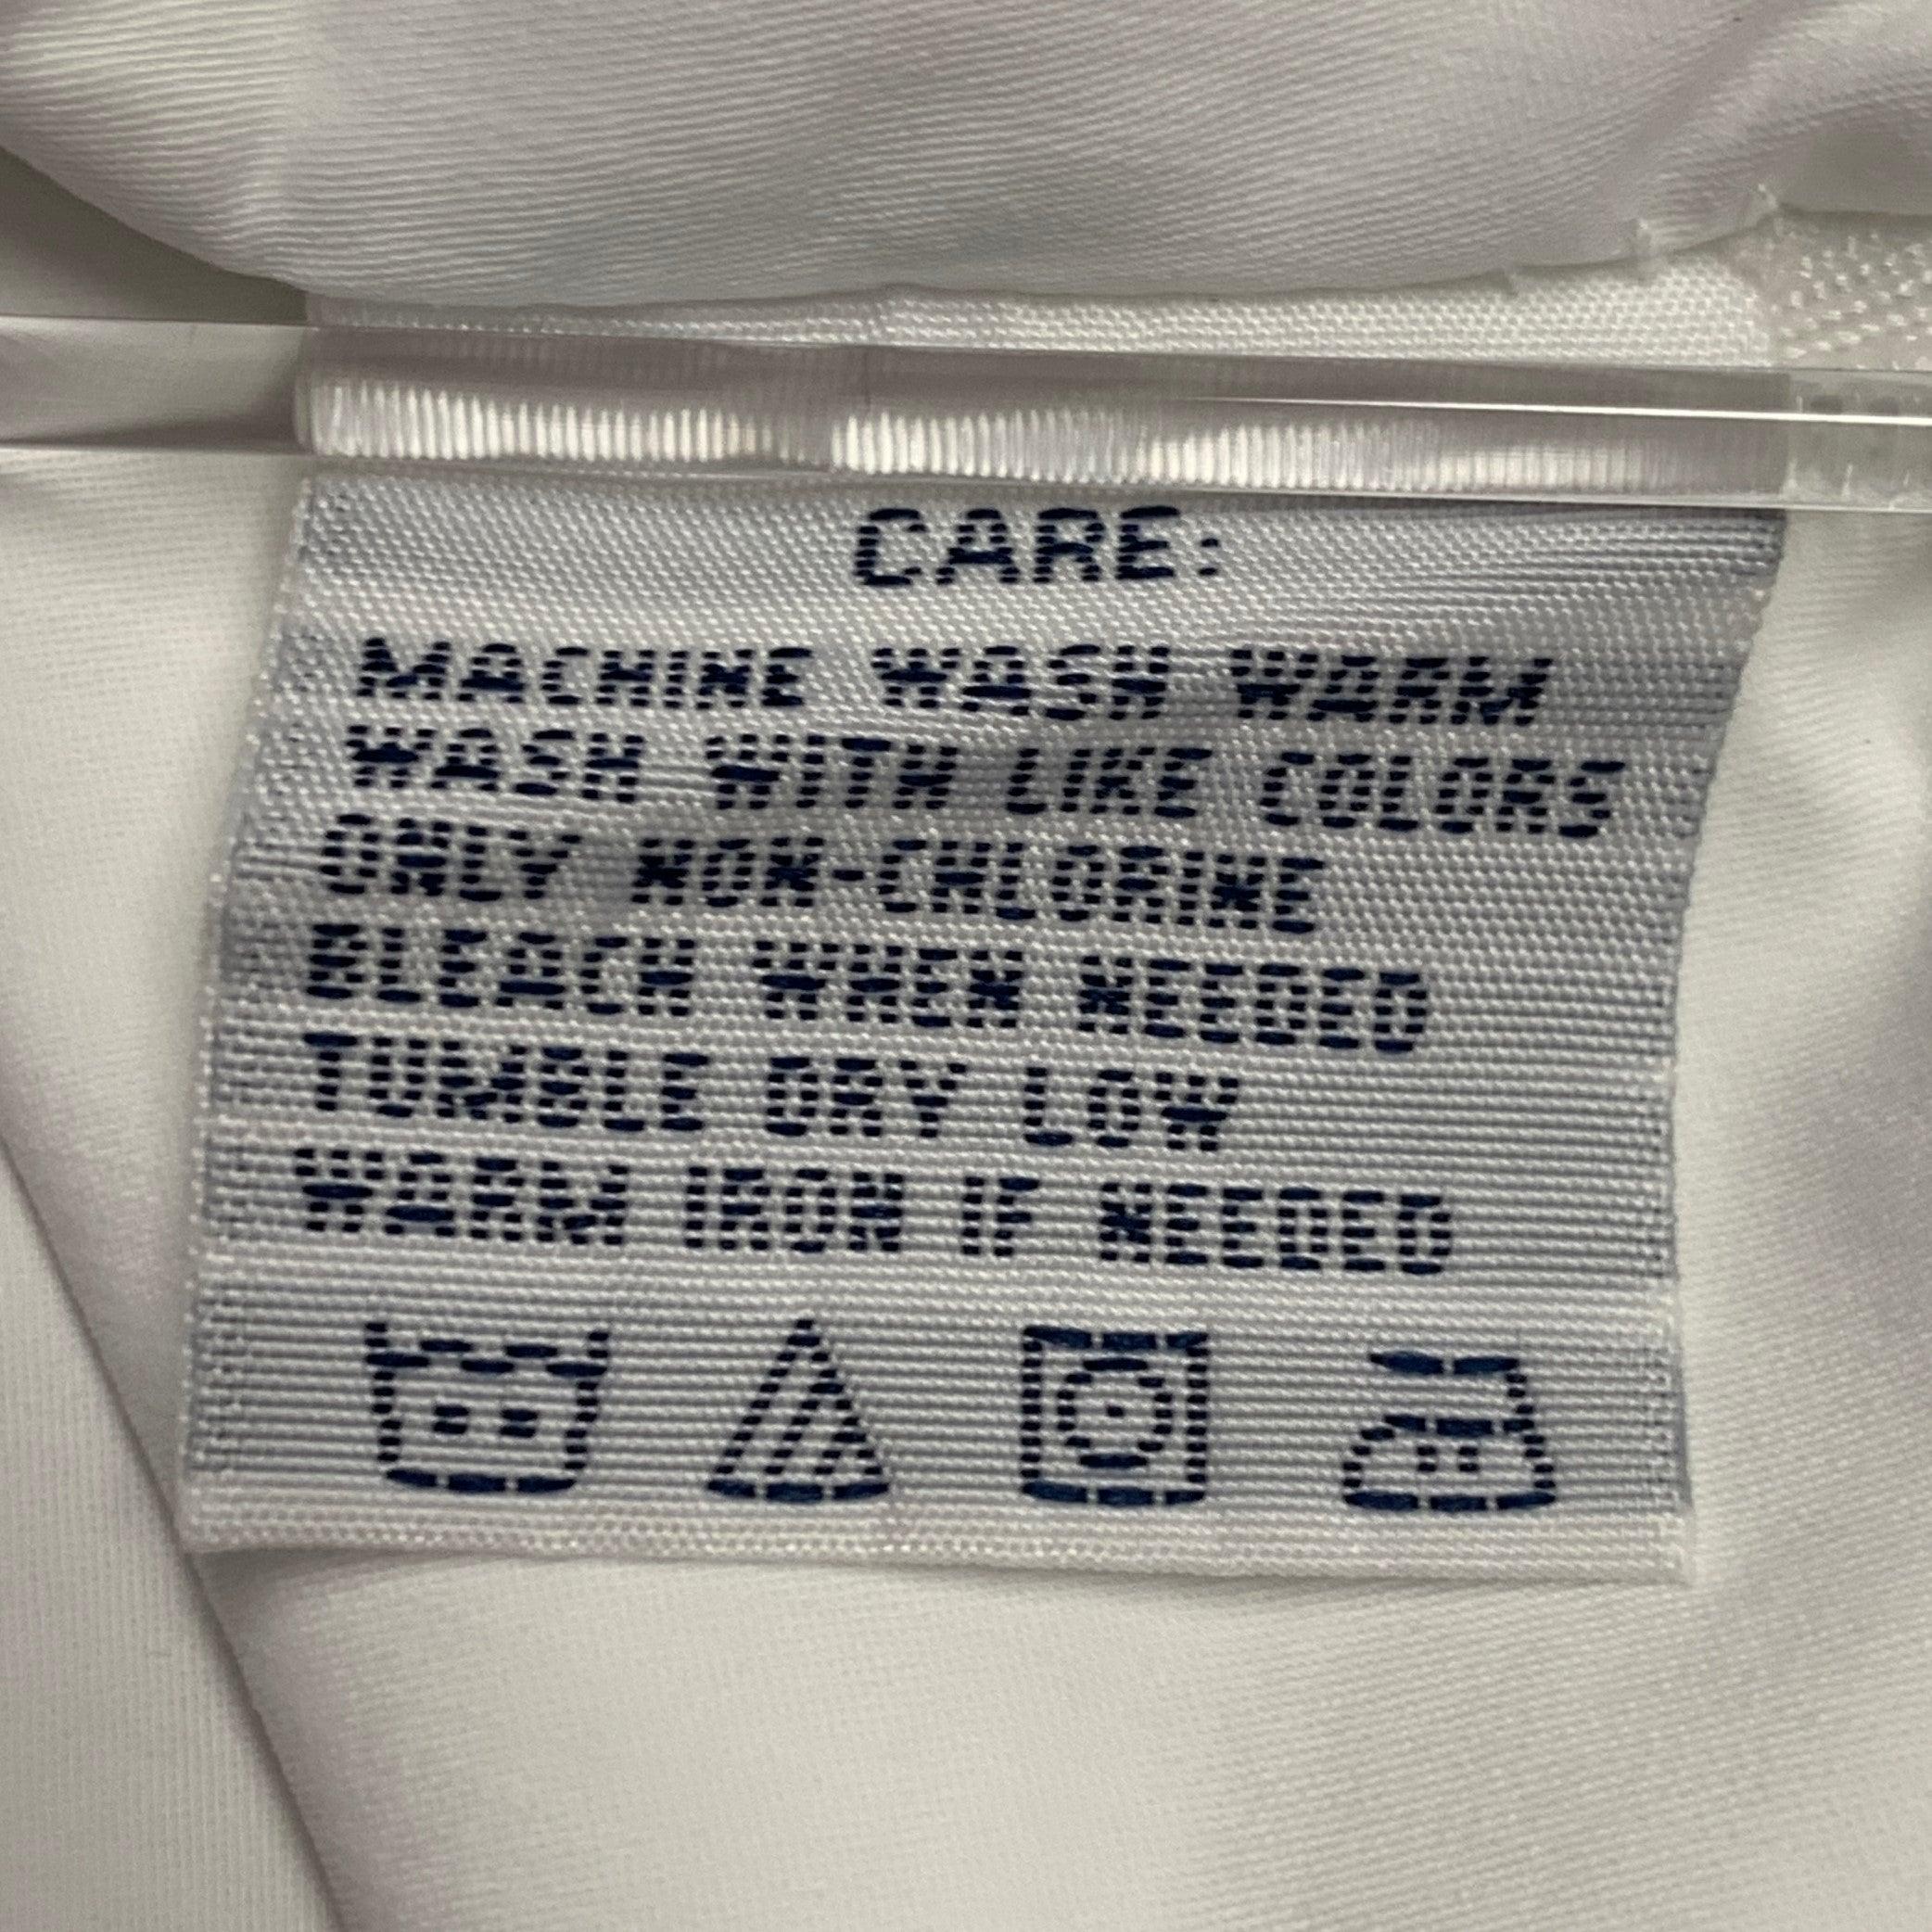 CARE:
MACHINE WASH WARM
WASH WITH LIKE COLORS
ONLY NON-CHLORINE
BLEACH WHEN NEEDED
TUMBLE DRY LOW
WARM IRON IF NEEDED